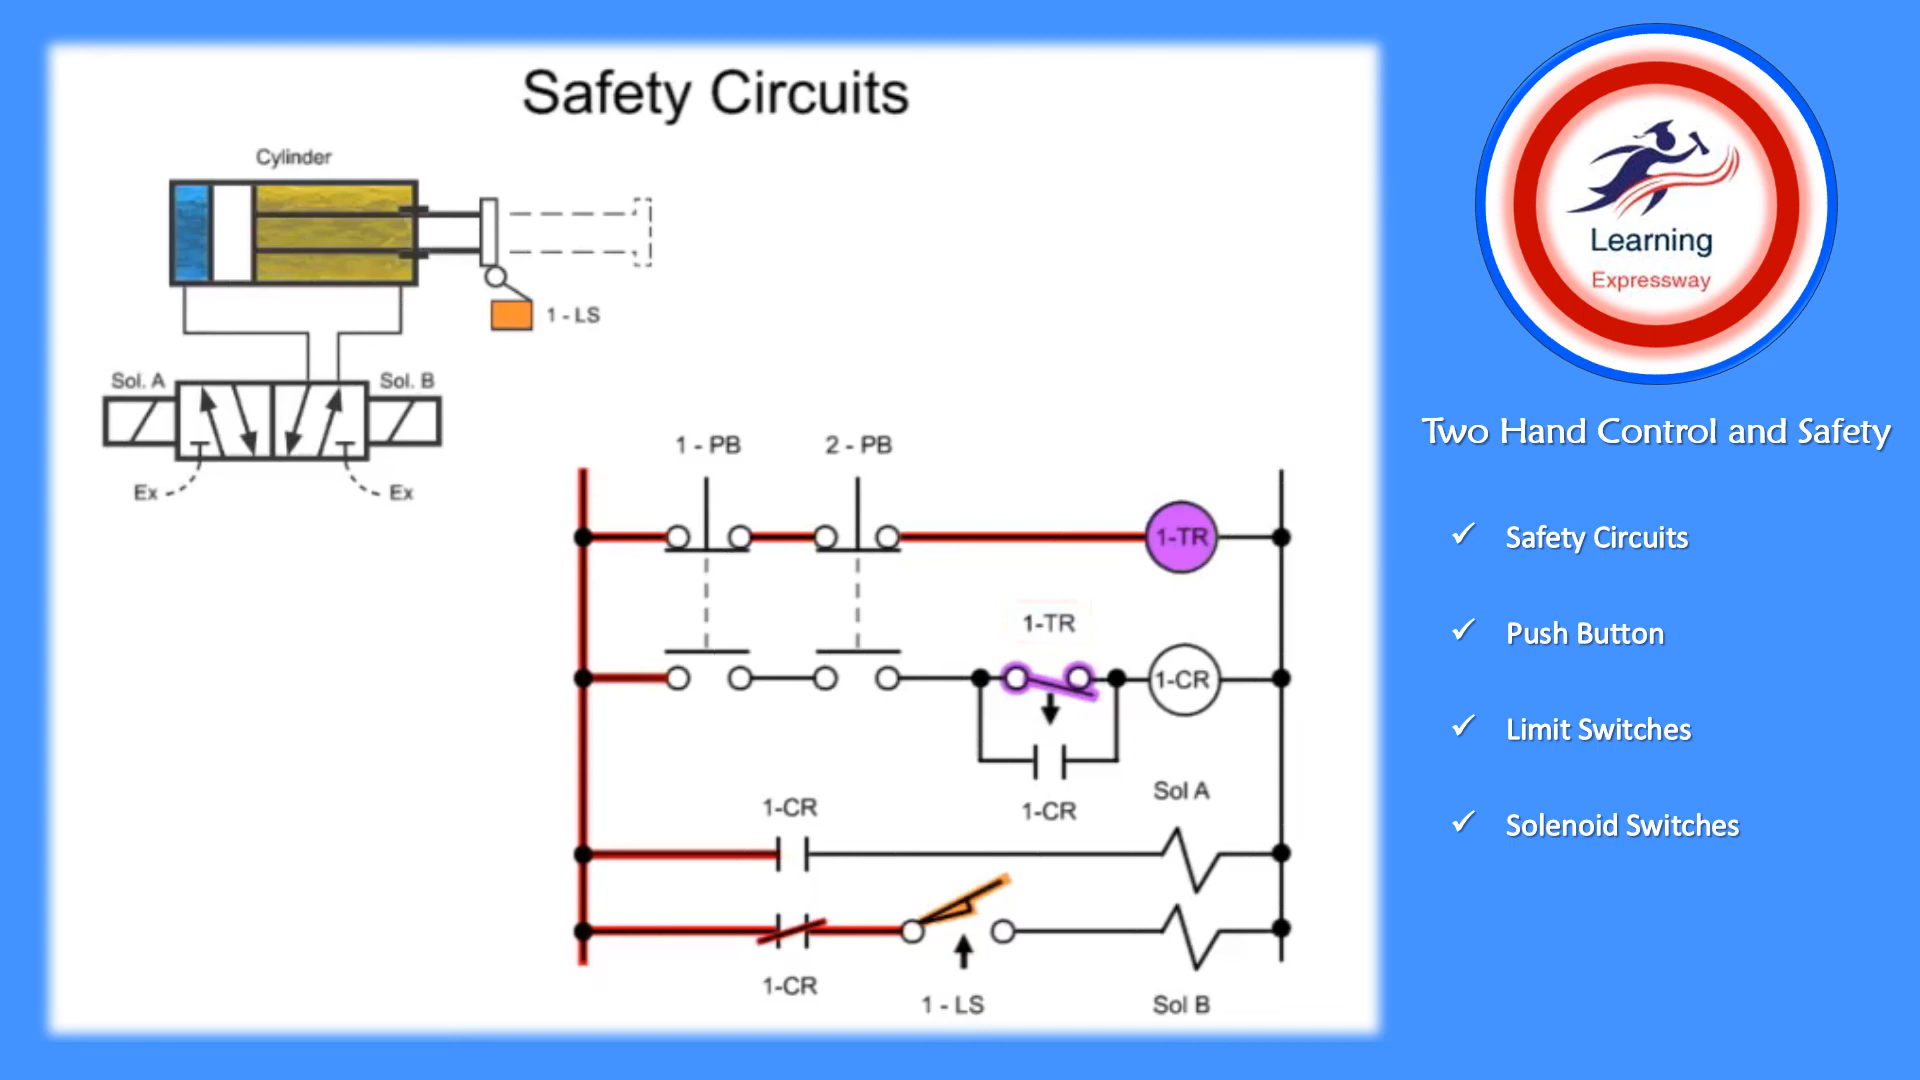 Safety Circuits
Cylinder
1 - LS
Sol. A
Sol. B
Ex
Ex
1 - PB
2 - PB
1-TR
1-TR
1-CR
1-CR
Sol A
1-CR
1-CR
1 - LS
Sol B
Learning
Expressway
Two Hand Control and Safety
✓ Safety Circuits
✓ Push Button
✓ Limit Switches
✓ Solenoid Switches